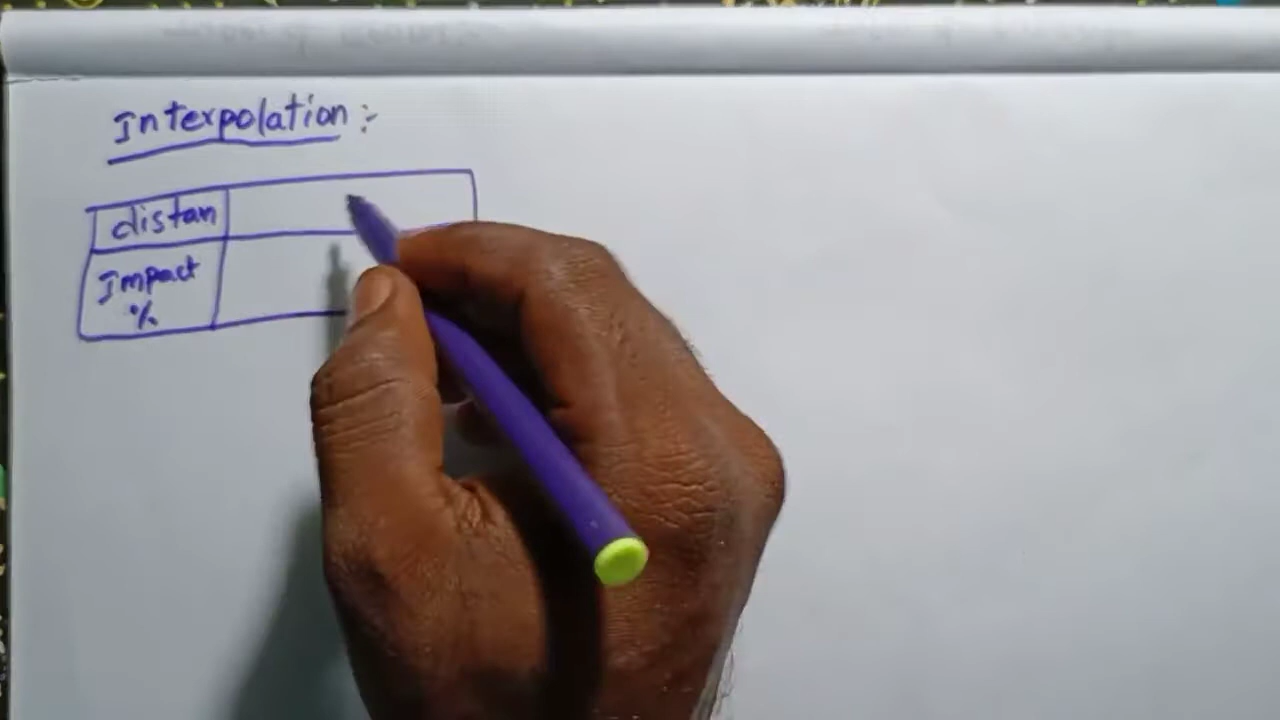 Interpolation :-
distan
Impact
%